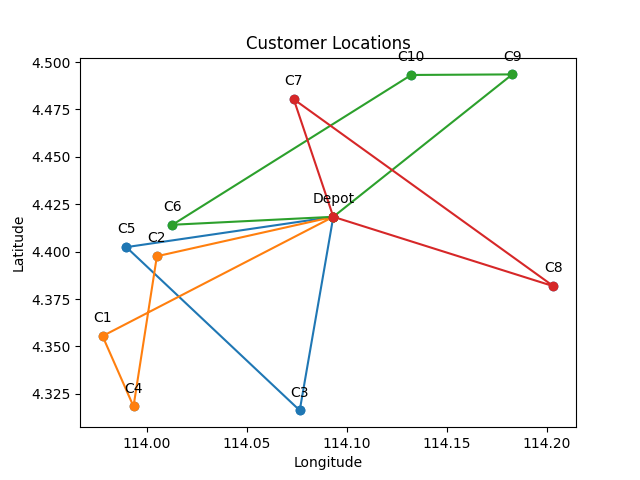 Customer Locations
4.500
4.475
4.450
4.425
4.400
4.375
4.350
4.325
Latitude
C10
C9
C7
Depot
C6
C5
C2
C8
C1
C4
C3
114.00
114.05
114.10
114.15
114.20
Longitude